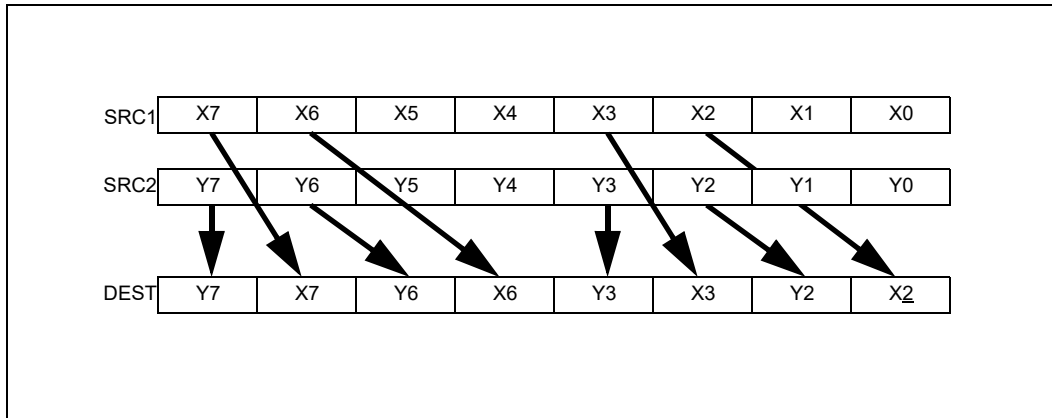 SRC1 X7 X6 X5 X4 X3 X2 X1 X0
SRC2 Y7 Y6 Y5 Y4 Y3 Y2 Y1 Y0
DEST Y7 X7 Y6 X6 Y3 X3 Y2 X2